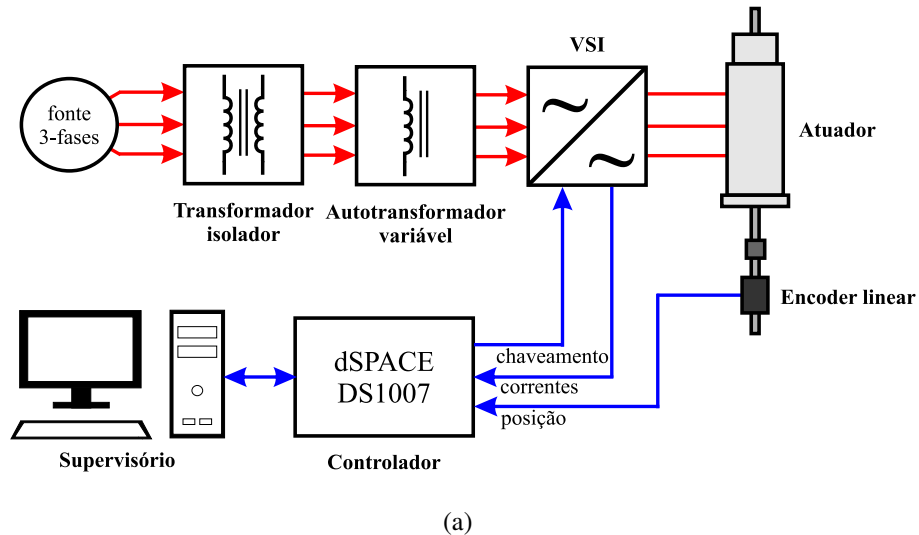 VSI
fonte
3-fases
Atuador
Transformador
isolador
Autotransformador
variável
Encoder linear
dSPACE
DS1007
chaveamento
correntes
posição
Supervisório
Controlador
(a)